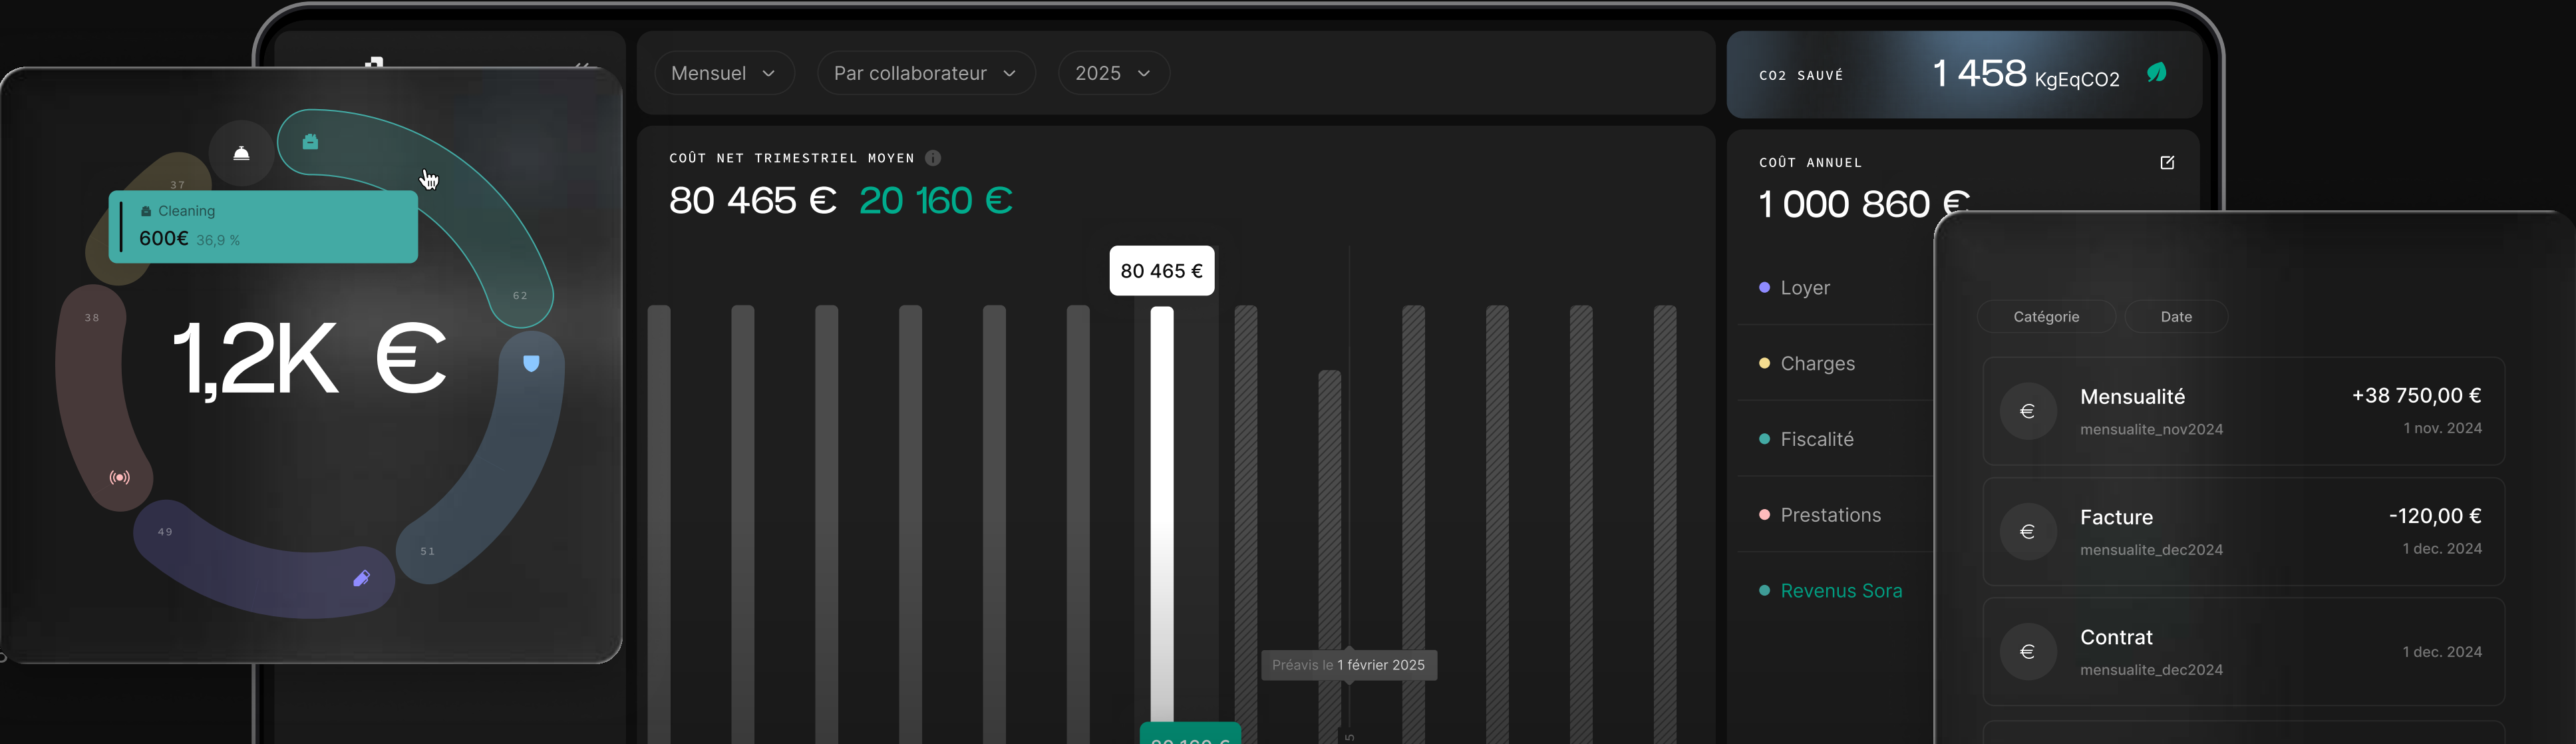 37
Cleaning
600€ 36,9 %
62
38
1,2K €
49
51
Mensuel
Par collaborateur
2025
COÛT NET TRIMESTRIEL MOYEN
80 465 € 20 160 €
80 465 €
Préavis le 1 février 2025
CO2 SAUVÉ
1 458 KgEqCO2
COÛT ANNUEL
1 000 860 €
Loyer
Charges
Fiscalité
Prestations
Revenus Sora
Catégorie
Date
Mensualité
+38 750,00 €
mensualite_nov2024
1 nov. 2024
Facture
-120,00 €
mensualite_dec2024
1 dec. 2024
Contrat
mensualite_dec2024
1 dec. 2024